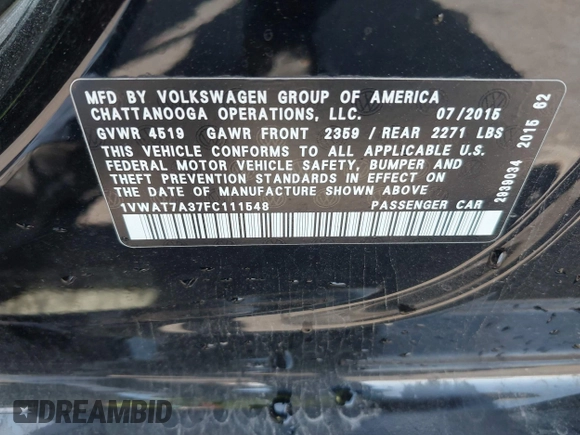 MFD BY VOLKSWAGEN GROUP OF AMERICA
CHATTANOOGA OPERATIONS, LLC. 07/2015
GVWR 4519 GAWR FRONT 2359 / REAR 2271 LBS
THIS VEHICLE CONFORMS TO ALL APPLICABLE U.S.
FEDERAL MOTOR VEHICLE SAFETY, BUMPER AND
THEFT PREVENTION STANDARDS IN EFFECT ON
THE DATE OF MANUFACTURE SHOWN ABOVE
1VWAT7A37FC111548 PASSENGER CAR
2939034 2015 62
DREAMBID